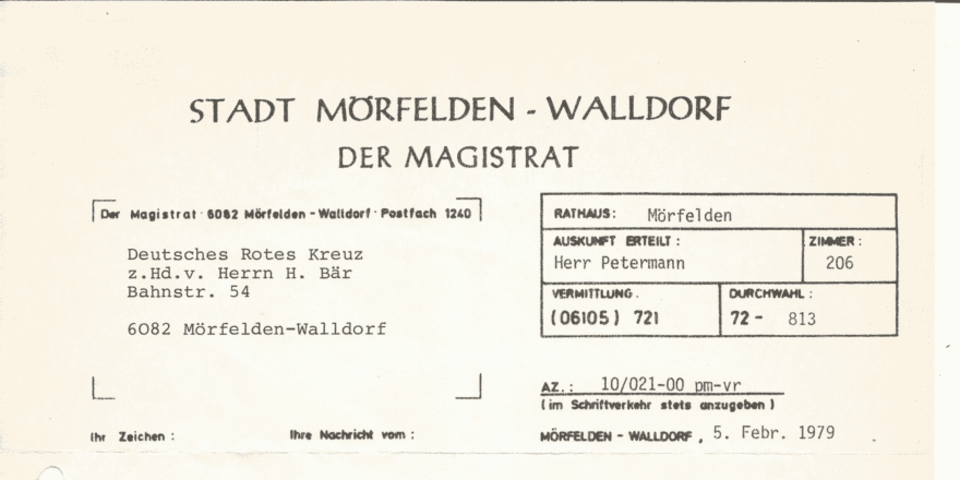 STADT MÖRFELDEN - WALLDORF
DER MAGISTRAT
Der Magistrat · 6082 Mörfelden - Walldorf · Postfach 1240
Deutsches Rotes Kreuz
z.Hd.v. Herrn H. Bär
Bahnstr. 54
6082 Mörfelden-Walldorf
RATHAUS: Mörfelden
AUSKUNFT ERTEILT :
Herr Petermann
ZIMMER :
206
VERMITTLUNG.
(06105) 721
DURCHWAHL :
72 - 813
AZ.: 10/021-00 pm-vr
(im Schriftverkehr stets anzugeben)
Ihr Zeichen :
Ihre Nachricht vom :
MÖRFELDEN - WALLDORF , 5. Febr. 1979